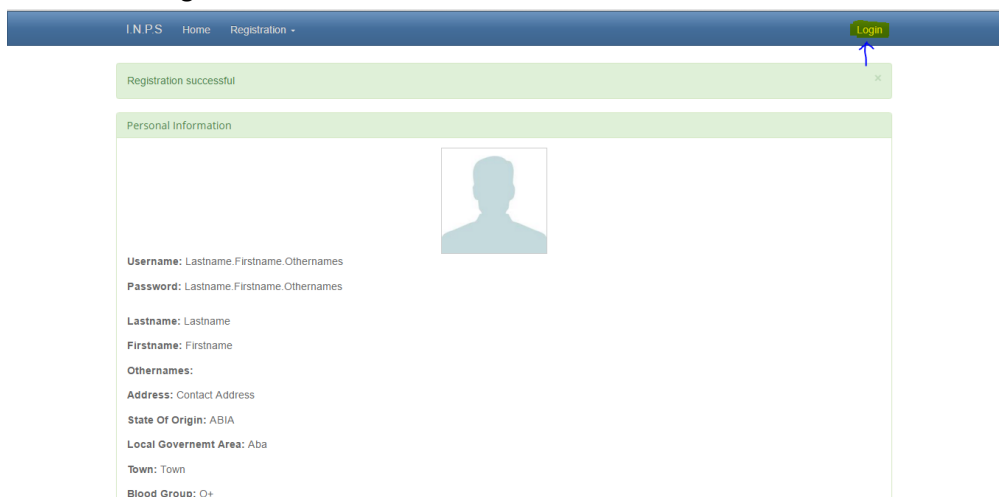 I.N.P.S Home Registration Login
Registration successful ×
Personal Information
Username: Lastname.Firstname.Othernames
Password: Lastname.Firstname.Othernames
Lastname: Lastname
Firstname: Firstname
Othernames:
Address: Contact Address
State Of Origin: ABIA
Local Governemt Area: Aba
Town: Town
Blood Group: O+